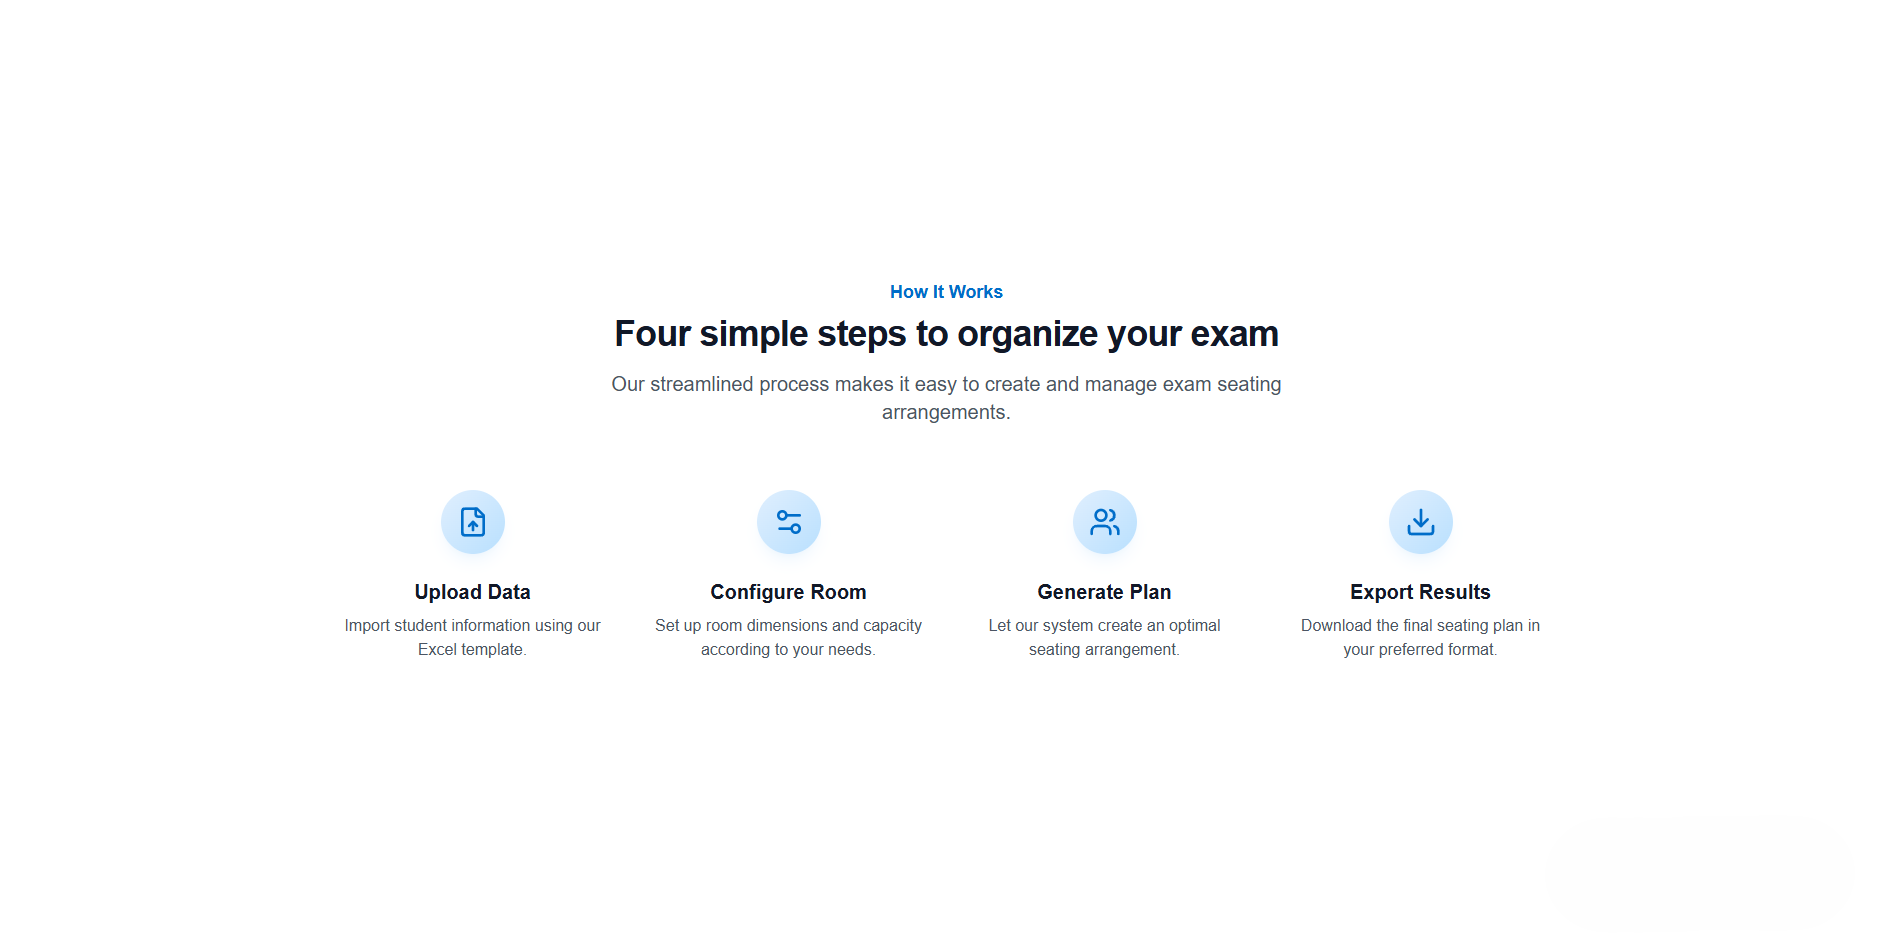 How It Works
Four simple steps to organize your exam
Our streamlined process makes it easy to create and manage exam seating
arrangements.
Upload Data
Import student information using our
Excel template.
Configure Room
Set up room dimensions and capacity
according to your needs.
Generate Plan
Let our system create an optimal
seating arrangement.
Export Results
Download the final seating plan in
your preferred format.